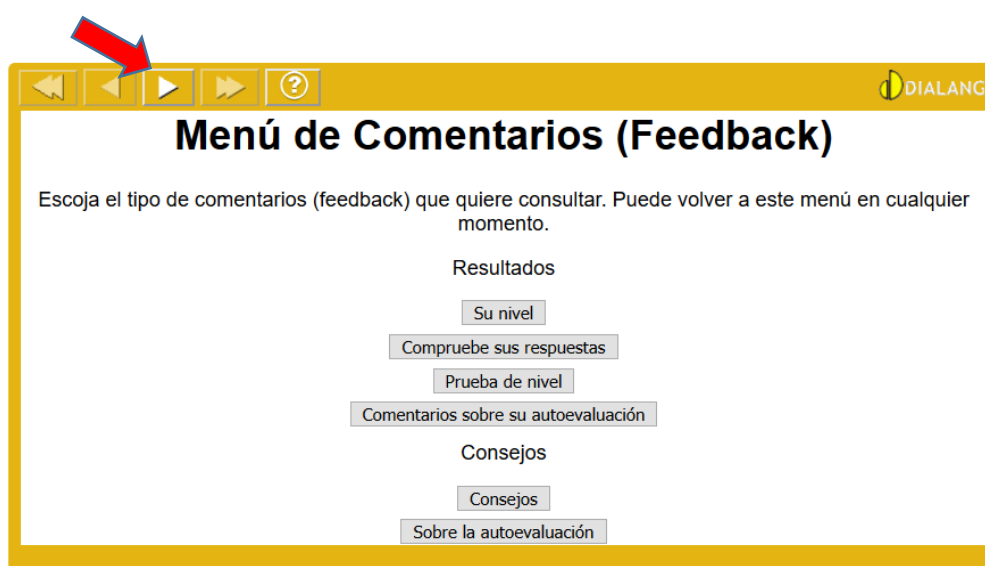 ?
DIALANG
Menú de Comentarios (Feedback)
Escoja el tipo de comentarios (feedback) que quiere consultar. Puede volver a este menú en cualquier
momento.
Resultados
Su nivel
Compruebe sus respuestas
Prueba de nivel
Comentarios sobre su autoevaluación
Consejos
Consejos
Sobre la autoevaluación